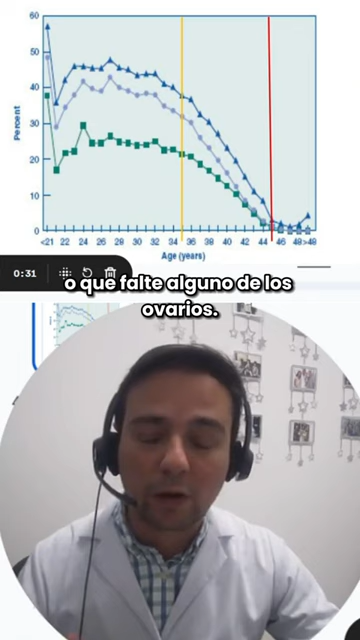 60
50
40
30
20
10
0
Percent
<21 22 24 26 28 30 32 34 36 38 40 42 44 46 48 >48
Age (years)
0:31
o que falte alguno de los
ovarios.